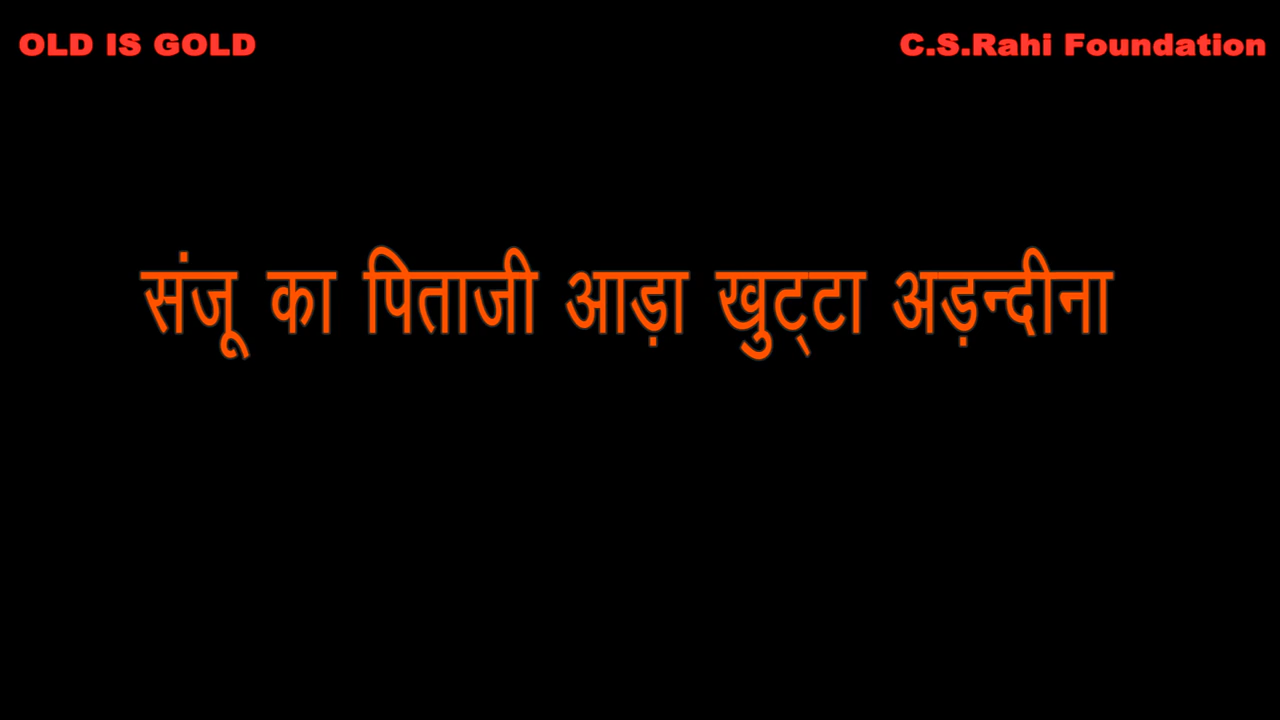 OLD IS GOLD
C.S.Rahi Foundation
संजू का पिताजी आड़ा खुट्टा अड़न्दीना